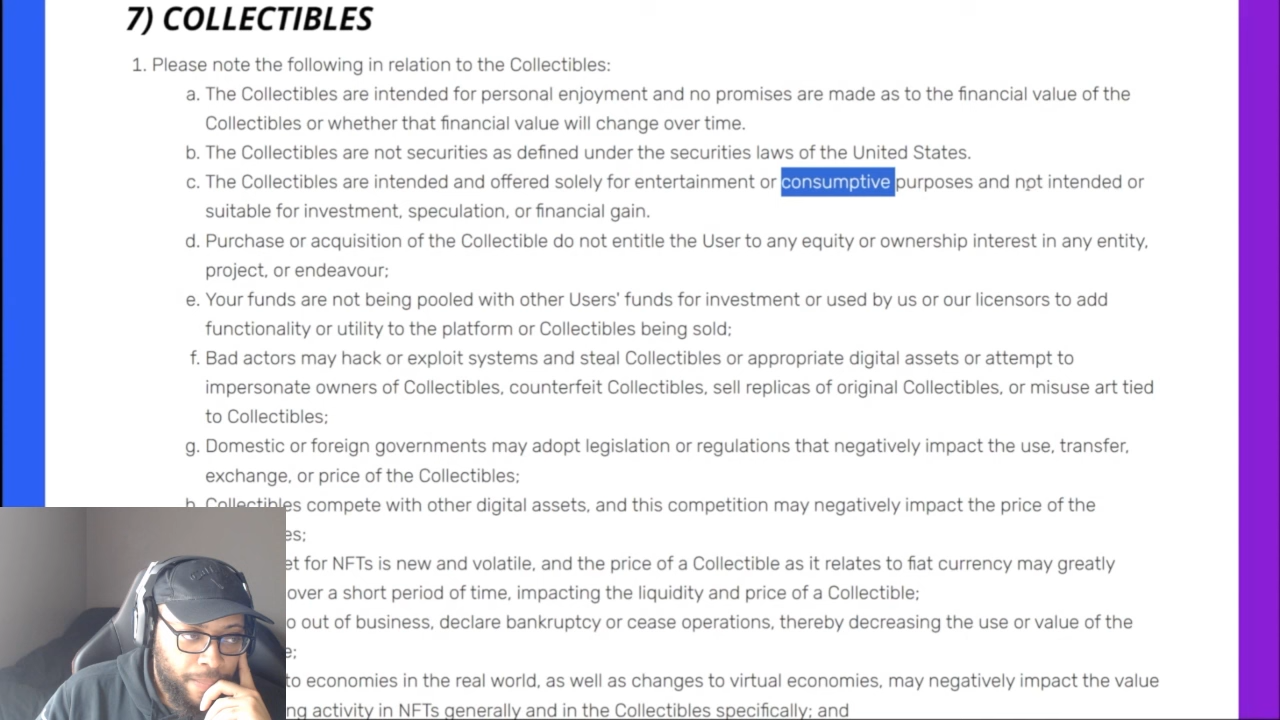 7) COLLECTIBLES
1. Please note the following in relation to the Collectibles:
a. The Collectibles are intended for personal enjoyment and no promises are made as to the financial value of the
Collectibles or whether that financial value will change over time.
b. The Collectibles are not securities as defined under the securities laws of the United States.
c. The Collectibles are intended and offered solely for entertainment or consumptive purposes and not intended or
suitable for investment, speculation, or financial gain.
d. Purchase or acquisition of the Collectible do not entitle the User to any equity or ownership interest in any entity,
project, or endeavour;
e. Your funds are not being pooled with other Users' funds for investment or used by us or our licensors to add
functionality or utility to the platform or Collectibles being sold;
f. Bad actors may hack or exploit systems and steal Collectibles or appropriate digital assets or attempt to
impersonate owners of Collectibles, counterfeit Collectibles, sell replicas of original Collectibles, or misuse art tied
to Collectibles;
g. Domestic or foreign governments may adopt legislation or regulations that negatively impact the use, transfer,
exchange, or price of the Collectibles;
h. Collectibles compete with other digital assets, and this competition may negatively impact the price of the
es;
et for NFTs is new and volatile, and the price of a Collectible as it relates to fiat currency may greatly
over a short period of time, impacting the liquidity and price of a Collectible;
o out of business, declare bankruptcy or cease operations, thereby decreasing the use or value of the
e;
to economies in the real world, as well as changes to virtual economies, may negatively impact the value
ng activity in NFTs generally and in the Collectibles specifically; and